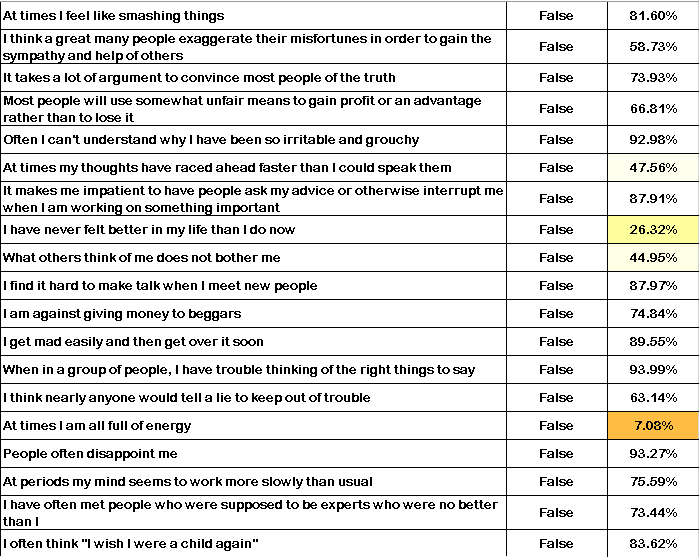 At times I feel like smashing things False 81.60%
I think a great many people exaggerate their misfortunes in order to gain the
sympathy and help of others False 58.73%
It takes a lot of argument to convince most people of the truth False 73.93%
Most people will use somewhat unfair means to gain profit or an advantage
rather than to lose it False 66.81%
Often I can't understand why I have been so irritable and grouchy False 92.98%
At times my thoughts have raced ahead faster than I could speak them False 47.56%
It makes me impatient to have people ask my advice or otherwise interrupt me
when I am working on something important False 87.91%
I have never felt better in my life than I do now False 26.32%
What others think of me does not bother me False 44.95%
I find it hard to make talk when I meet new people False 87.97%
I am against giving money to beggars False 74.84%
I get mad easily and then get over it soon False 89.55%
When in a group of people, I have trouble thinking of the right things to say False 93.99%
I think nearly anyone would tell a lie to keep out of trouble False 63.14%
At times I am all full of energy False 7.08%
People often disappoint me False 93.27%
At periods my mind seems to work more slowly than usual False 75.59%
I have often met people who were supposed to be experts who were no better
than I False 73.44%
I often think "I wish I were a child again" False 83.62%